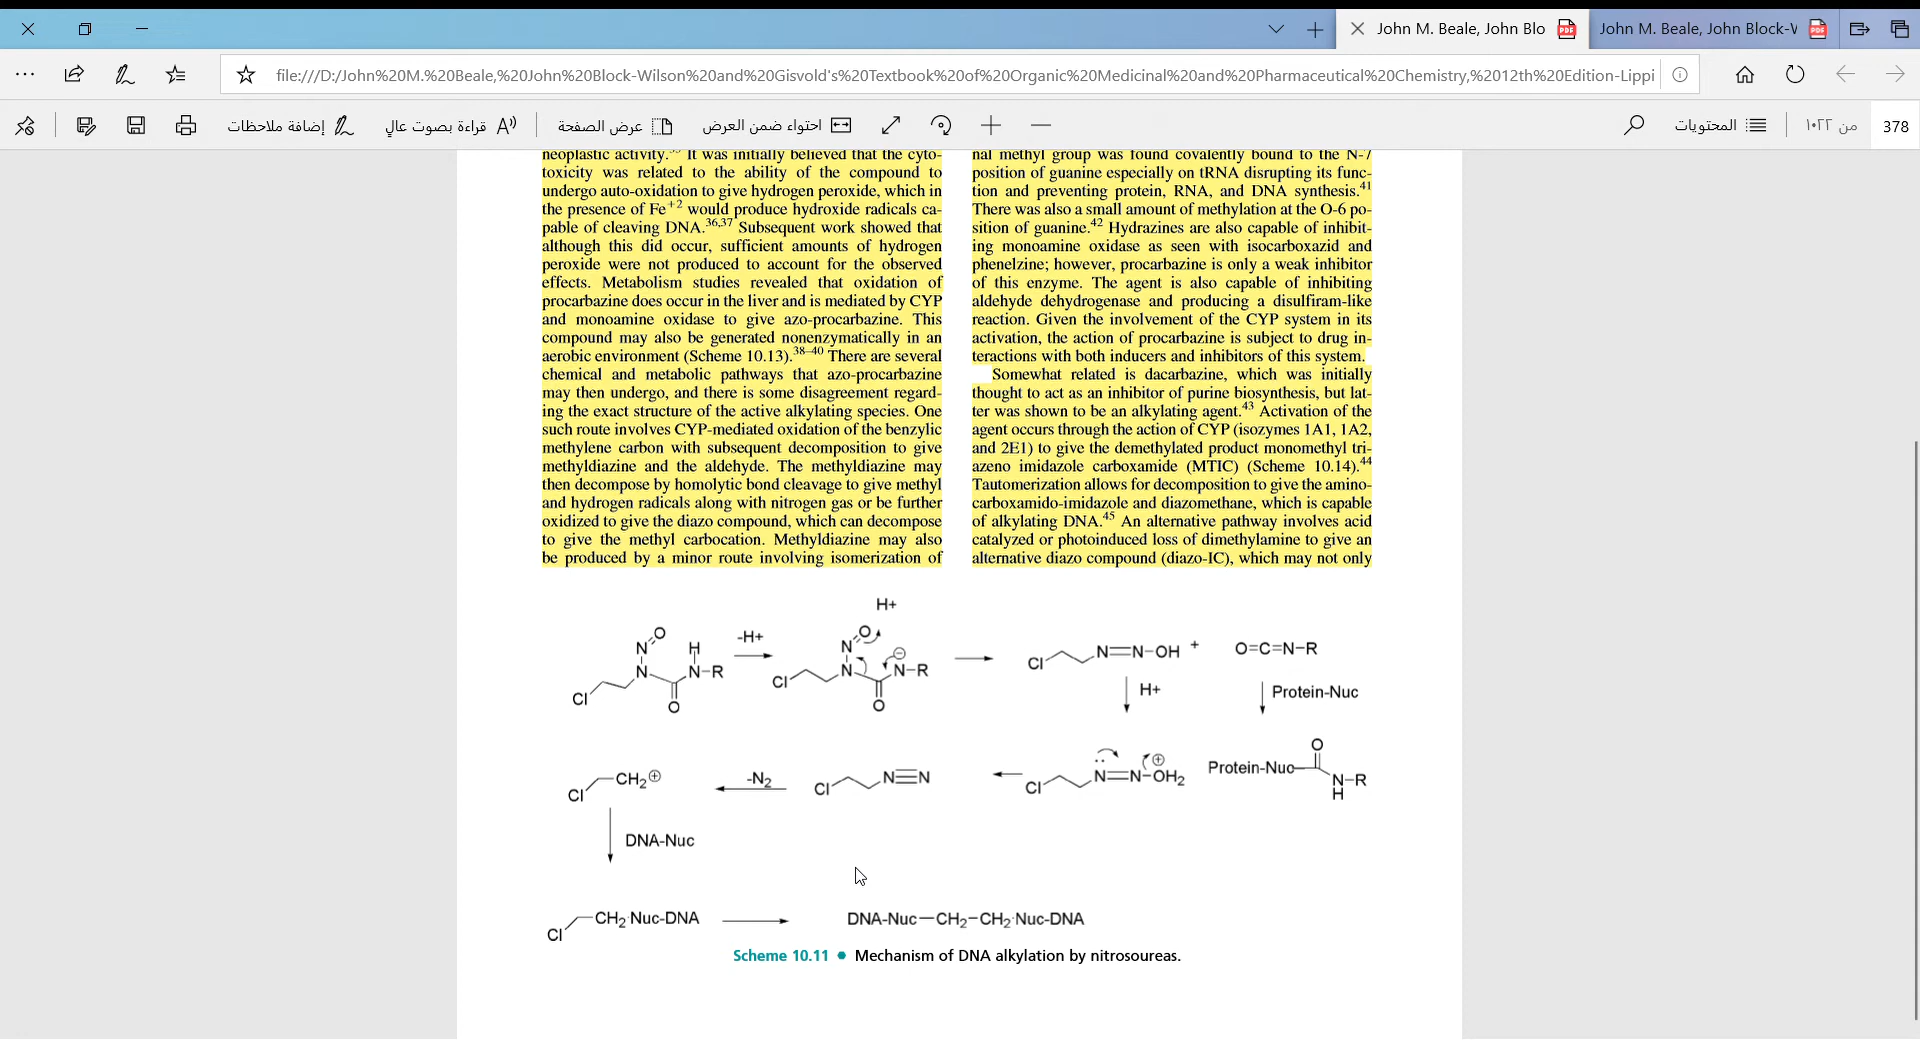 John M. Beale, John Blo
John M. Beale, John Block-V
file:///D:/John%20M.%20Beale,%20John%20Block-Wilson%20and%20Gisvold's%20Textbook%20of%20Organic%20Medicinal%20and%20Pharmaceutical%20Chemistry,%2012th%20Edition-Lippi
إضافة ملاحظات
قراءة بصوت عالٍ
عرض الصفحة
احتواء ضمن العرض
المحتويات
من ١٠٢٢
378
neoplastic activity. It was initially believed that the cyto-
toxicity was related to the ability of the compound to
undergo auto-oxidation to give hydrogen peroxide, which in
the presence of Fe+2 would produce hydroxide radicals ca-
pable of cleaving DNA.36,37 Subsequent work showed that
although this did occur, sufficient amounts of hydrogen
peroxide were not produced to account for the observed
effects. Metabolism studies revealed that oxidation of
procarbazine does occur in the liver and is mediated by CYP
and monoamine oxidase to give azo-procarbazine. This
compound may also be generated nonenzymatically in an
aerobic environment (Scheme 10.13).38–40 There are several
chemical and metabolic pathways that azo-procarbazine
may then undergo, and there is some disagreement regard-
ing the exact structure of the active alkylating species. One
such route involves CYP-mediated oxidation of the benzylic
methylene carbon with subsequent decomposition to give
methyldiazine and the aldehyde. The methyldiazine may
then decompose by homolytic bond cleavage to give methyl
and hydrogen radicals along with nitrogen gas or be further
oxidized to give the diazo compound, which can decompose
to give the methyl carbocation. Methyldiazine may also
be produced by a minor route involving isomerization of
nal methyl group was found covalently bound to the N-7
position of guanine especially on tRNA disrupting its func-
tion and preventing protein, RNA, and DNA synthesis.41
There was also a small amount of methylation at the O-6 po-
sition of guanine.42 Hydrazines are also capable of inhibit-
ing monoamine oxidase as seen with isocarboxazid and
phenelzine; however, procarbazine is only a weak inhibitor
of this enzyme. The agent is also capable of inhibiting
aldehyde dehydrogenase and producing a disulfiram-like
reaction. Given the involvement of the CYP system in its
activation, the action of procarbazine is subject to drug in-
teractions with both inducers and inhibitors of this system.
Somewhat related is dacarbazine, which was initially
thought to act as an inhibitor of purine biosynthesis, but lat-
ter was shown to be an alkylating agent.43 Activation of the
agent occurs through the action of CYP (isozymes 1A1, 1A2,
and 2E1) to give the demethylated product monomethyl tri-
azeno imidazole carboxamide (MTIC) (Scheme 10.14).44
Tautomerization allows for decomposition to give the amino-
carboxamido-imidazole and diazomethane, which is capable
of alkylating DNA.45 An alternative pathway involves acid
catalyzed or photoinduced loss of dimethylamine to give an
alternative diazo compound (diazo-IC), which may not only
H+
N O
N H N-R
Cl O
-H+
N O
N N-R
Cl O
Cl N=N-OH + O=C=N-R
H+
Protein-Nuc
Cl CH2⊕
-N2
Cl N≡N
Cl N=N-OH2 ⊕
Protein-Nuc O N-R H
DNA-Nuc
Cl CH2 Nuc-DNA
DNA-Nuc—CH2—CH2 Nuc-DNA
Scheme 10.11 • Mechanism of DNA alkylation by nitrosoureas.